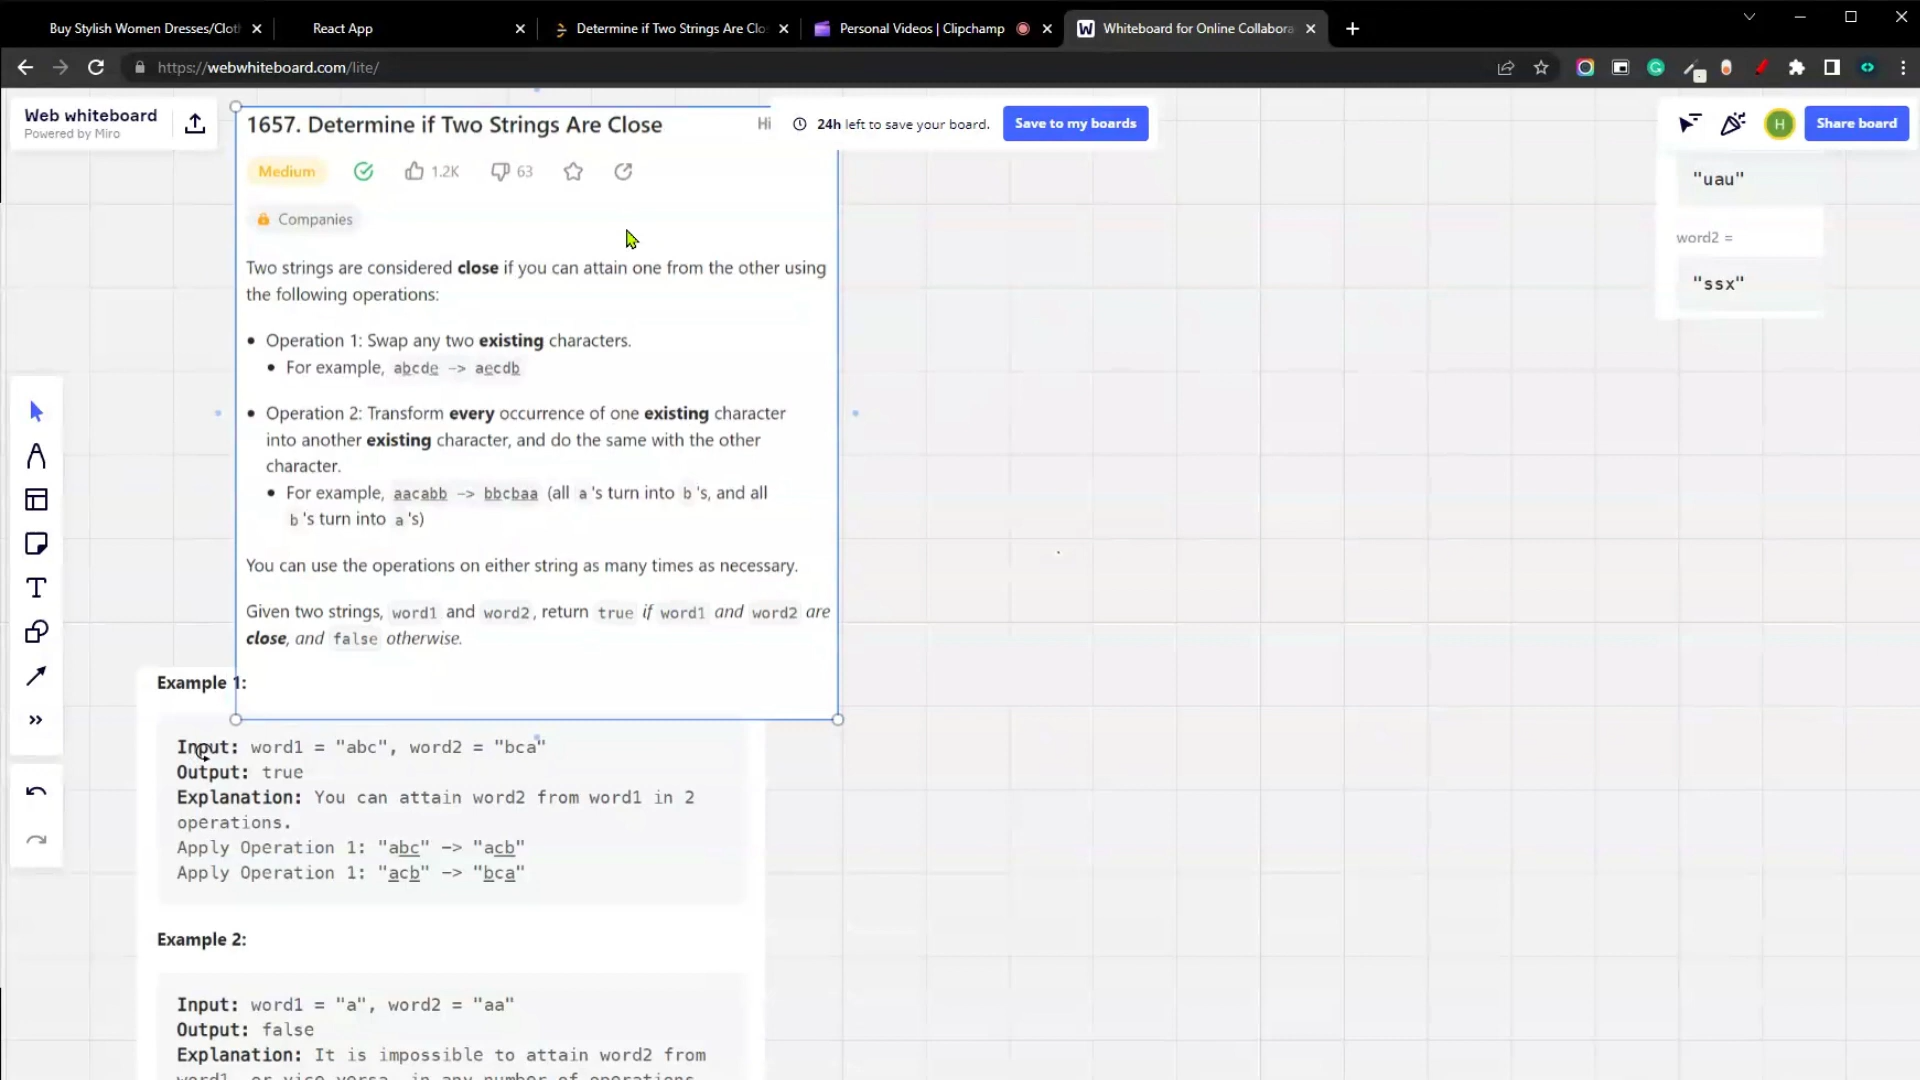 Buy Stylish Women Dresses/Clot
React App
Determine if Two Strings Are Clo
Personal Videos | Clipchamp
Whiteboard for Online Collabora
https://webwhiteboard.com/lite/
Web whiteboard
Powered by Miro
1657. Determine if Two Strings Are Close
Hi
24h left to save your board.
Save to my boards
H
Share board
Medium
1.2K
63
Companies
"uau"
word2 =
"ssx"
Two strings are considered close if you can attain one from the other using
the following operations:
• Operation 1: Swap any two existing characters.
• For example, abcde -> aecdb
• Operation 2: Transform every occurrence of one existing character
into another existing character, and do the same with the other
character.
• For example, aacabb -> bbcbaa (all a 's turn into b 's, and all
b 's turn into a 's)
You can use the operations on either string as many times as necessary.
Given two strings, word1 and word2, return true if word1 and word2 are
close, and false otherwise.
Example 1:
Input: word1 = "abc", word2 = "bca"
Output: true
Explanation: You can attain word2 from word1 in 2
operations.
Apply Operation 1: "abc" -> "acb"
Apply Operation 1: "acb" -> "bca"
Example 2:
Input: word1 = "a", word2 = "aa"
Output: false
Explanation: It is impossible to attain word2 from
word1, or vice versa, in any number of operations.